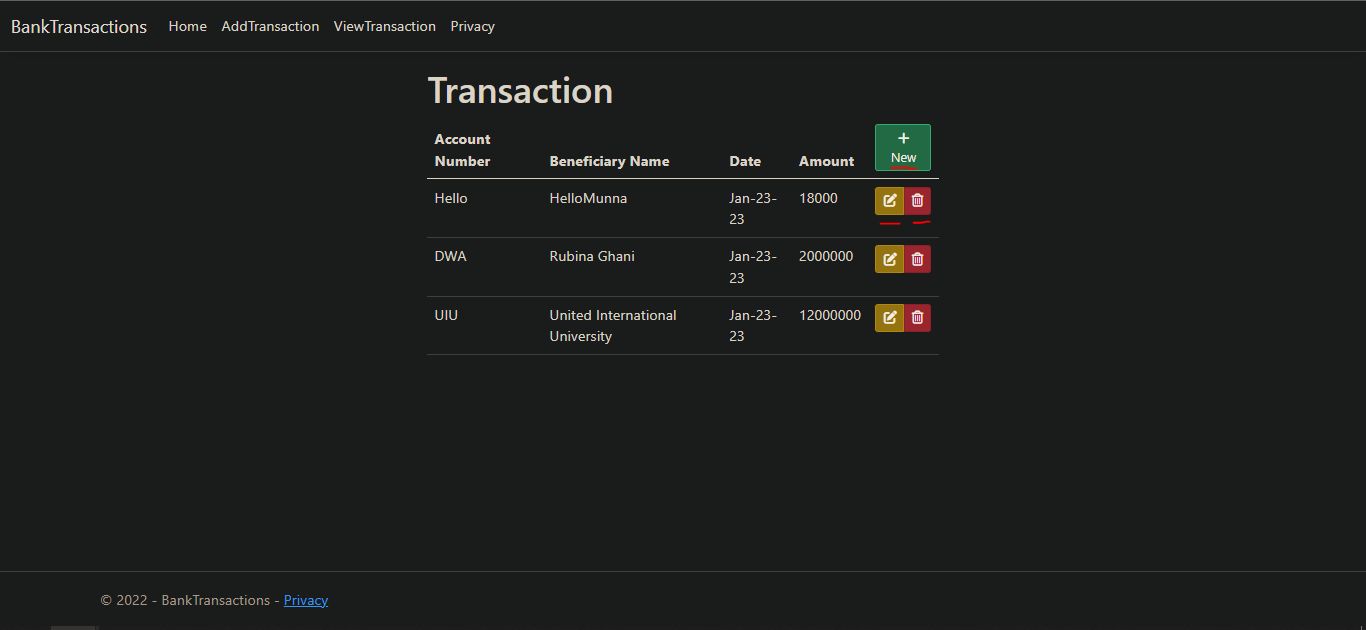 BankTransactions Home AddTransaction ViewTransaction Privacy
Transaction
Account
Number Beneficiary Name Date Amount + New
Hello HelloMunna Jan-23- 18000
23
DWA Rubina Ghani Jan-23- 2000000
23
UIU United International Jan-23- 12000000
University 23
© 2022 - BankTransactions - Privacy